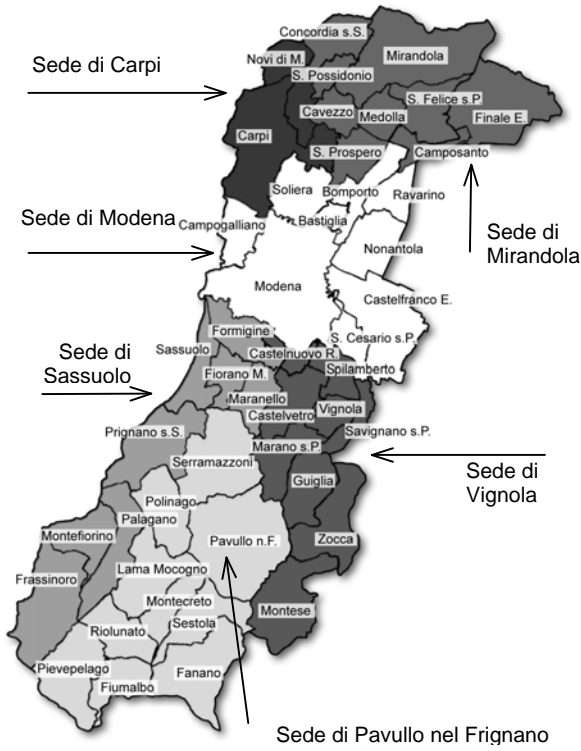 Concordia s.S.
Mirandola
Novi di M.
Sede di Carpi
S. Possidonio
S. Felice s.P.
Cavezzo
Medolla
Finale E.
Carpi
S. Prospero
Camposanto
Soliera
Bomporto
Ravarino
Sede di Modena
Campogalliano
Bastiglia
Sede di
Mirandola
Nonantola
Modena
Castelfranco E.
Formigine
S. Cesario s.P.
Sede di
Sassuolo
Sassuolo
Castelnuovo R.
Spilamberto
Fiorano M.
Maranello
Castelvetro
Vignola
Savignano s.P.
Prignano s.S.
Marano s.P.
Serramazzoni
Sede di
Vignola
Guiglia
Polinago
Palagano
Montefiorino
Pavullo n.F.
Zocca
Lama Mocogno
Frassinoro
Montecreto
Montese
Sestola
Riolunato
Pievepelago
Fanano
Fiumalbo
Sede di Pavullo nel Frignano